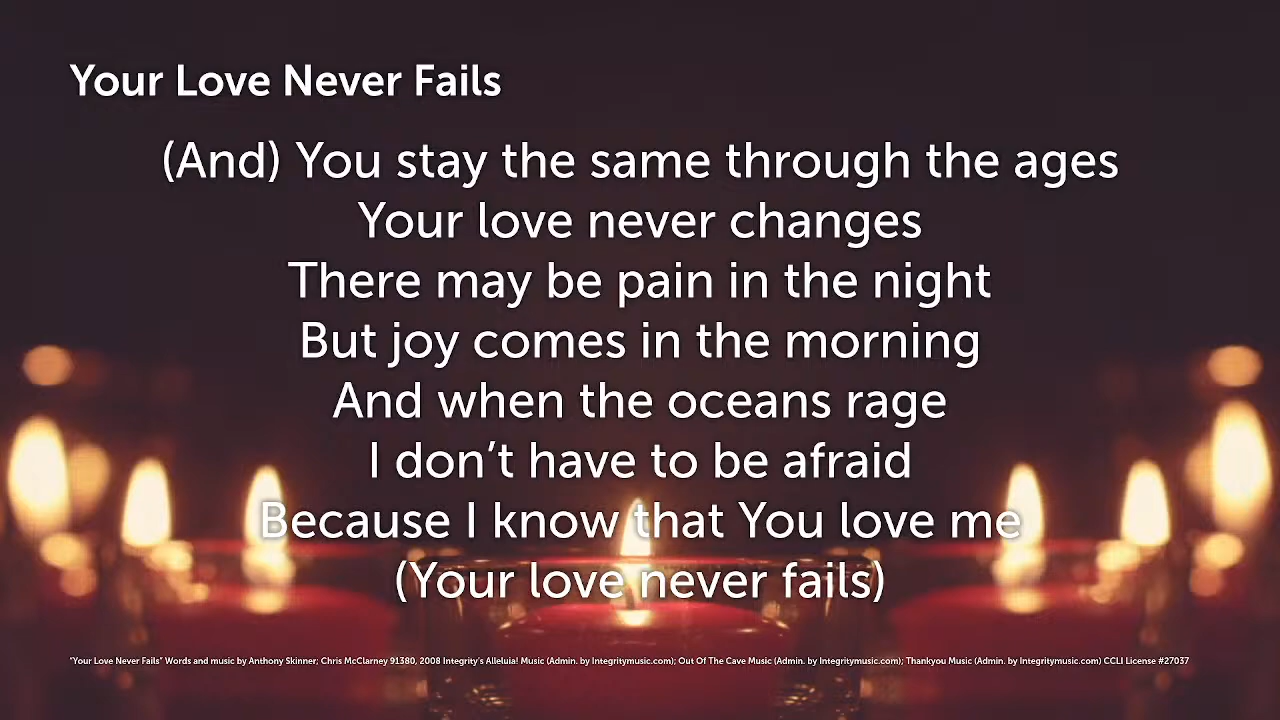 Your Love Never Fails
(And) You stay the same through the ages
Your love never changes
There may be pain in the night
But joy comes in the morning
And when the oceans rage
I don’t have to be afraid
Because I know that You love me
(Your love never fails)
"Your Love Never Fails" Words and music by Anthony Skinner; Chris McClarney 91380, 2008 Integrity's Alleluia! Music (Admin. by Integritymusic.com); Out Of The Cave Music (Admin. by Integritymusic.com); Thankyou Music (Admin. by Integritymusic.com) CCLI License #27037